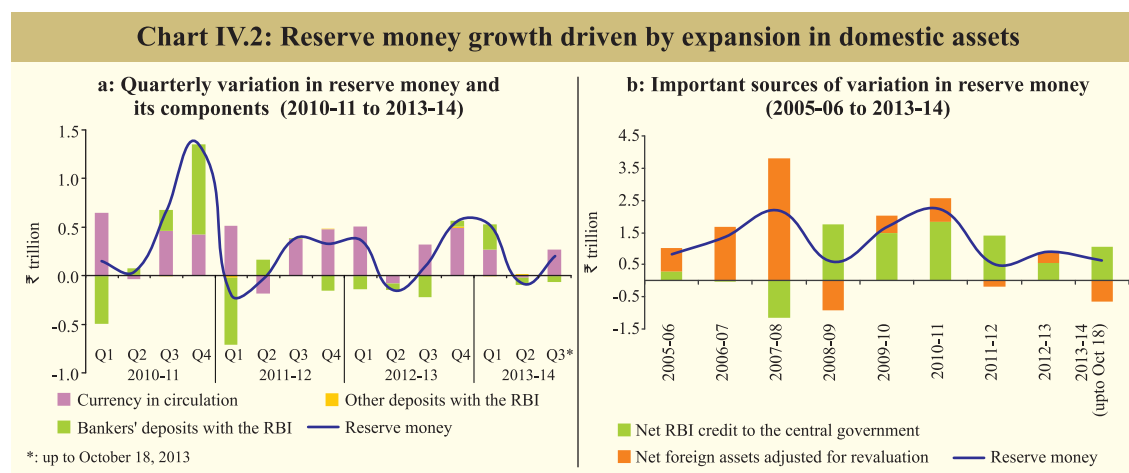 Chart IV.2: Reserve money growth driven by expansion in domestic assets
a: Quarterly variation in reserve money and
its components (2010-11 to 2013-14)
₹ trillion
1.5
1.0
0.5
0.0
-0.5
-1.0
Q1 Q2 Q3 Q4 Q1 Q2 Q3 Q4 Q1 Q2 Q3 Q4 Q1 Q2 Q3*
2010-11 2011-12 2012-13 2013-14
Currency in circulation Other deposits with the RBI
Bankers' deposits with the RBI Reserve money
*: up to October 18, 2013
b: Important sources of variation in reserve money
(2005-06 to 2013-14)
₹ trillion
4.5
3.5
2.5
1.5
0.5
-0.5
-1.5
2005-06
2006-07
2007-08
2008-09
2009-10
2010-11
2011-12
2012-13
2013-14
(upto Oct 18)
Net RBI credit to the central government
Net foreign assets adjusted for revaluation Reserve money